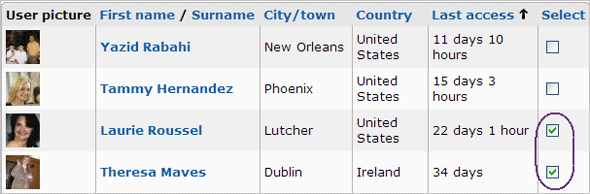 User picture First name / Surname City/town Country Last access ↑ Select
Yazid Rabahi New Orleans United States 11 days 10 hours
Tammy Hernandez Phoenix United States 15 days 3 hours
Laurie Roussel Lutcher United States 22 days 1 hour
Theresa Maves Dublin Ireland 34 days